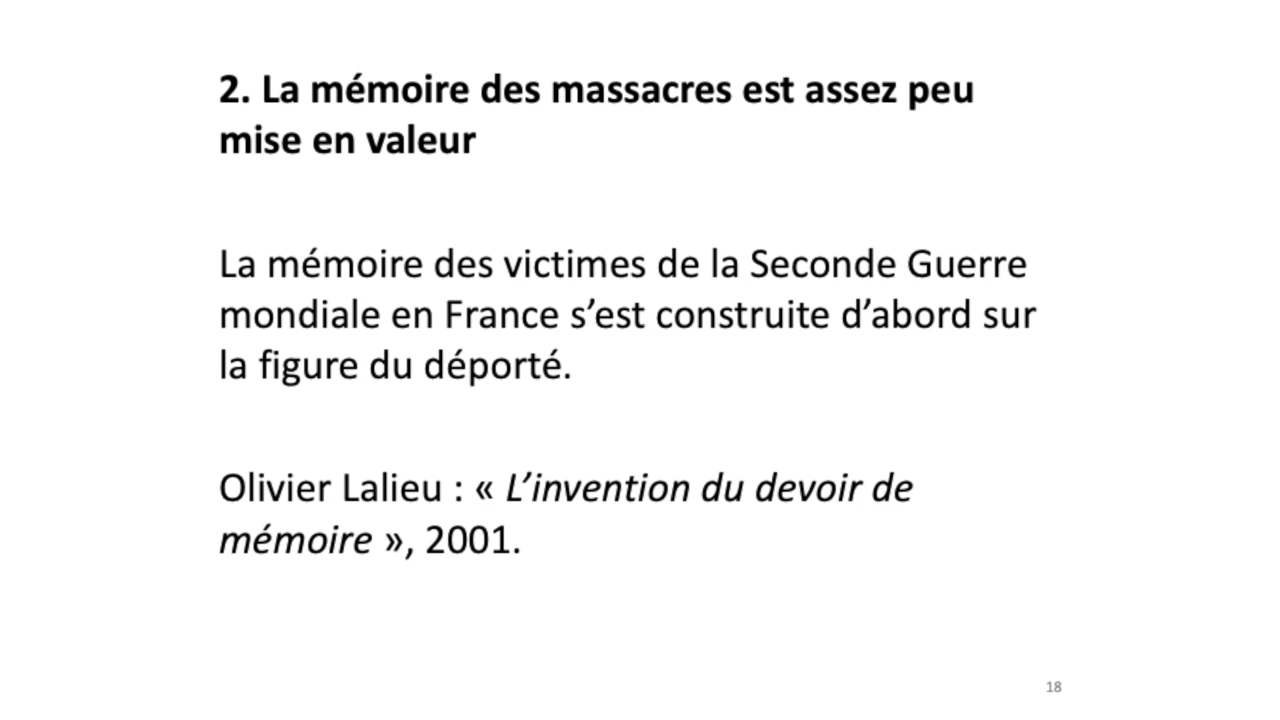 2. La mémoire des massacres est assez peu
mise en valeur
La mémoire des victimes de la Seconde Guerre
mondiale en France s’est construite d’abord sur
la figure du déporté.
Olivier Lalieu : « L’invention du devoir de
mémoire », 2001.
18